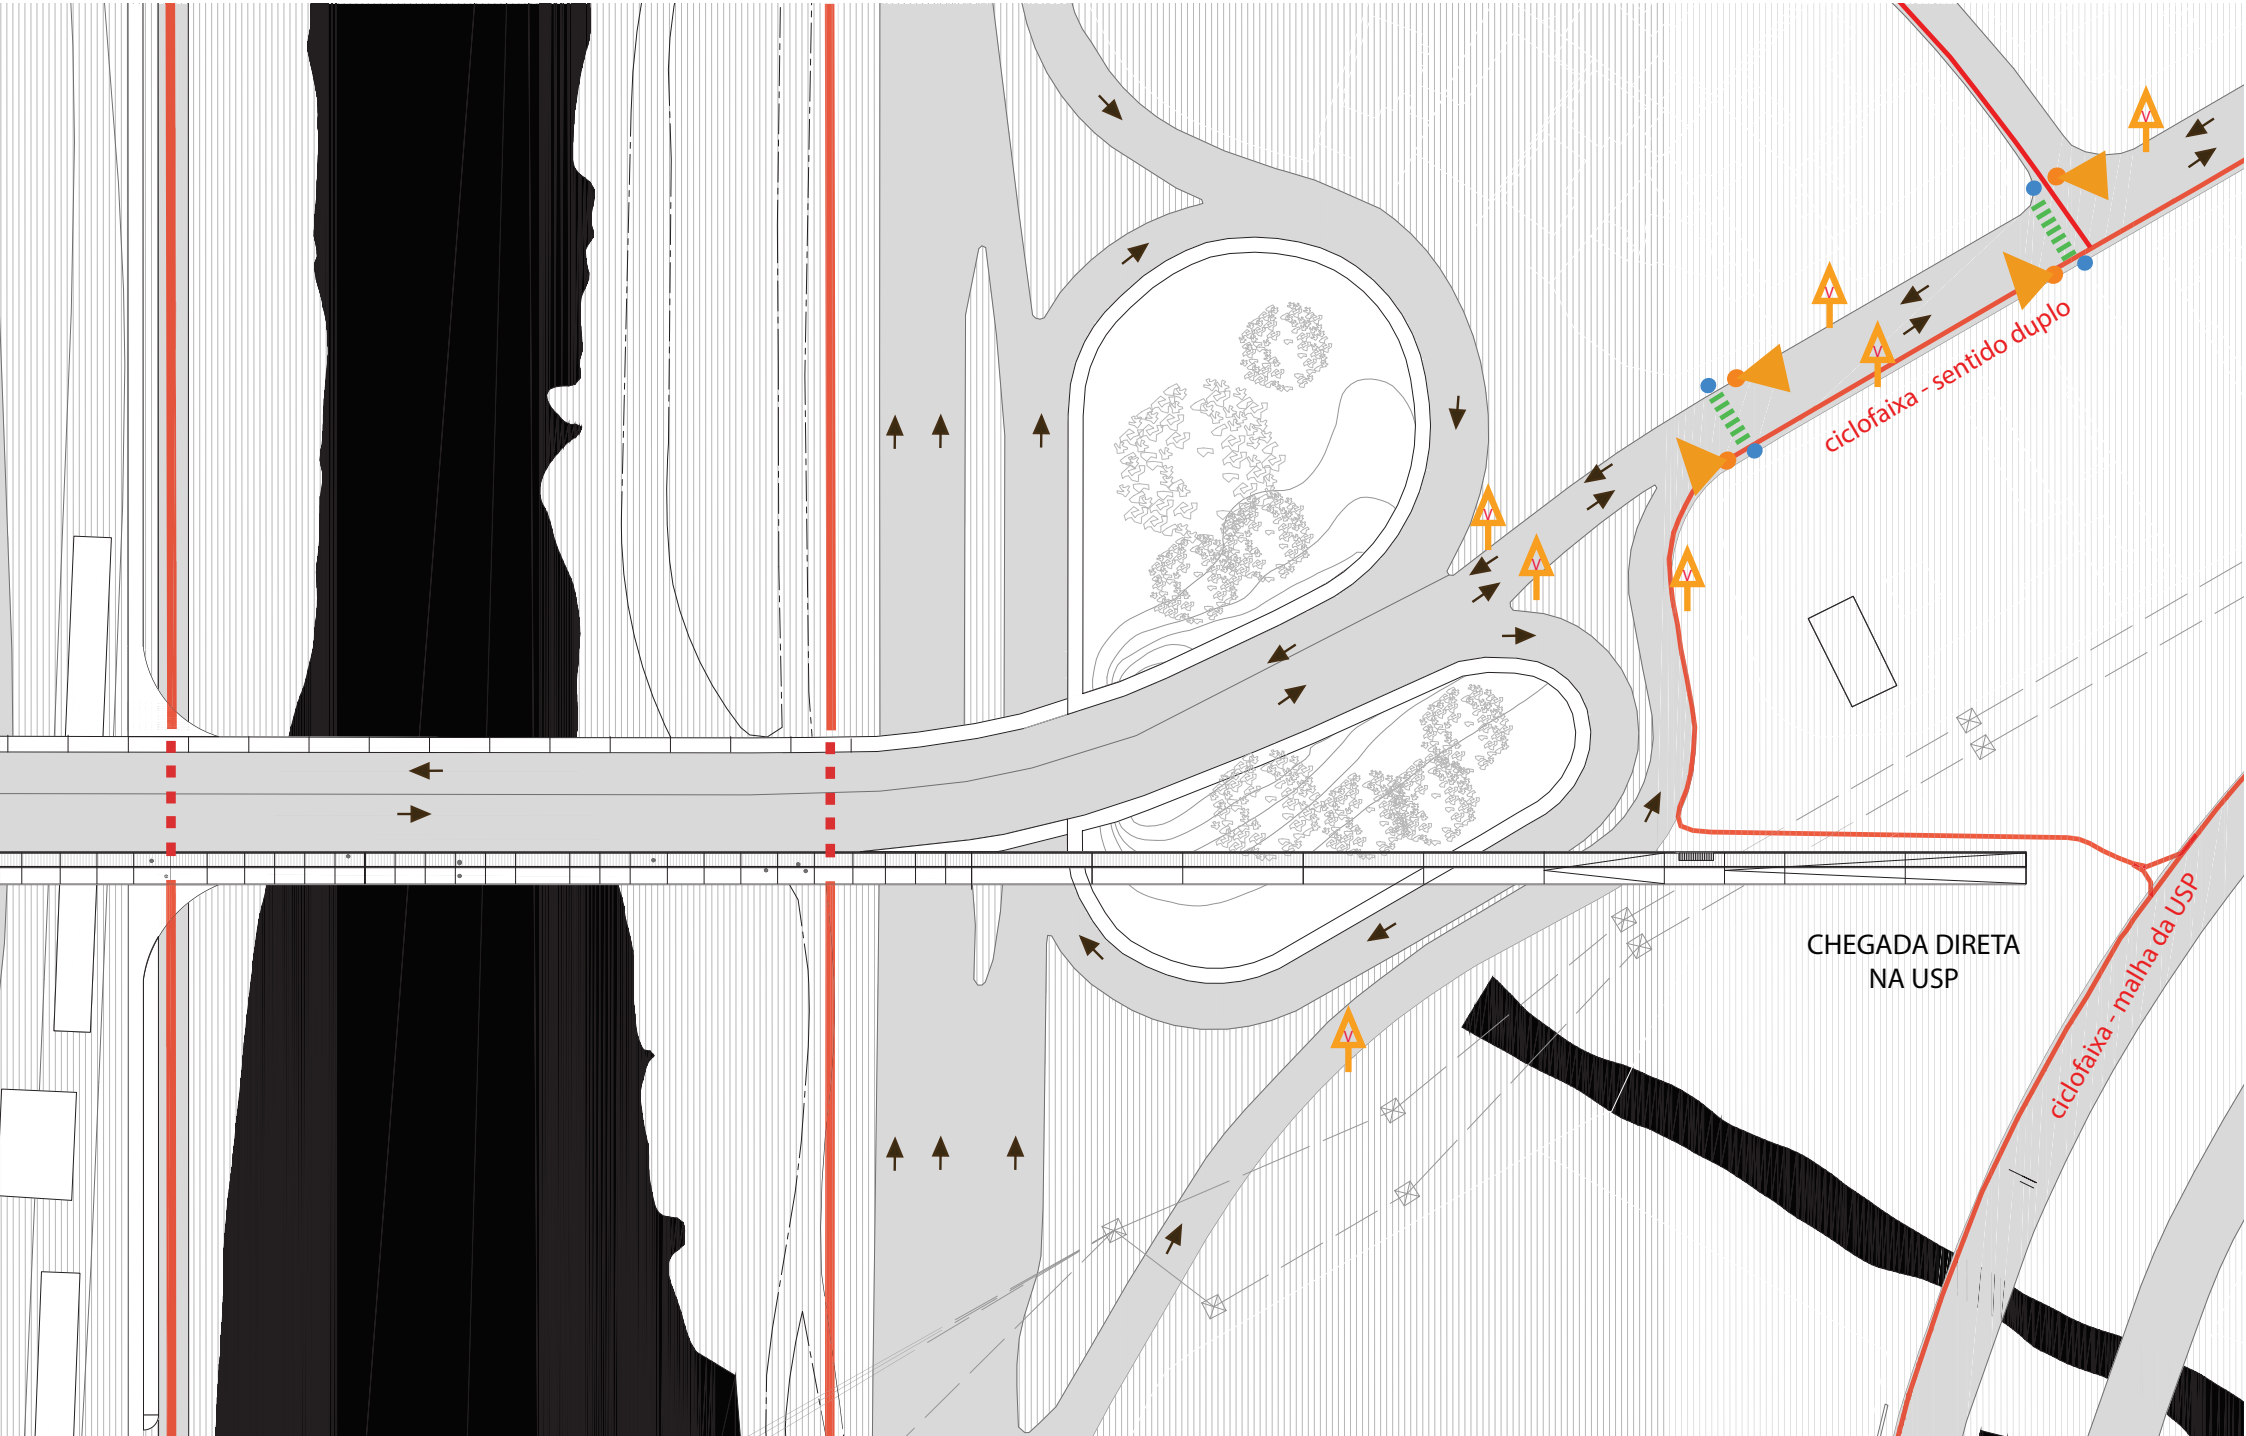 V
V
V
ciclofaixa - sentido duplo
V
V
V
CHEGADA DIRETA
NA USP
ciclofaixa - malha da USP
V